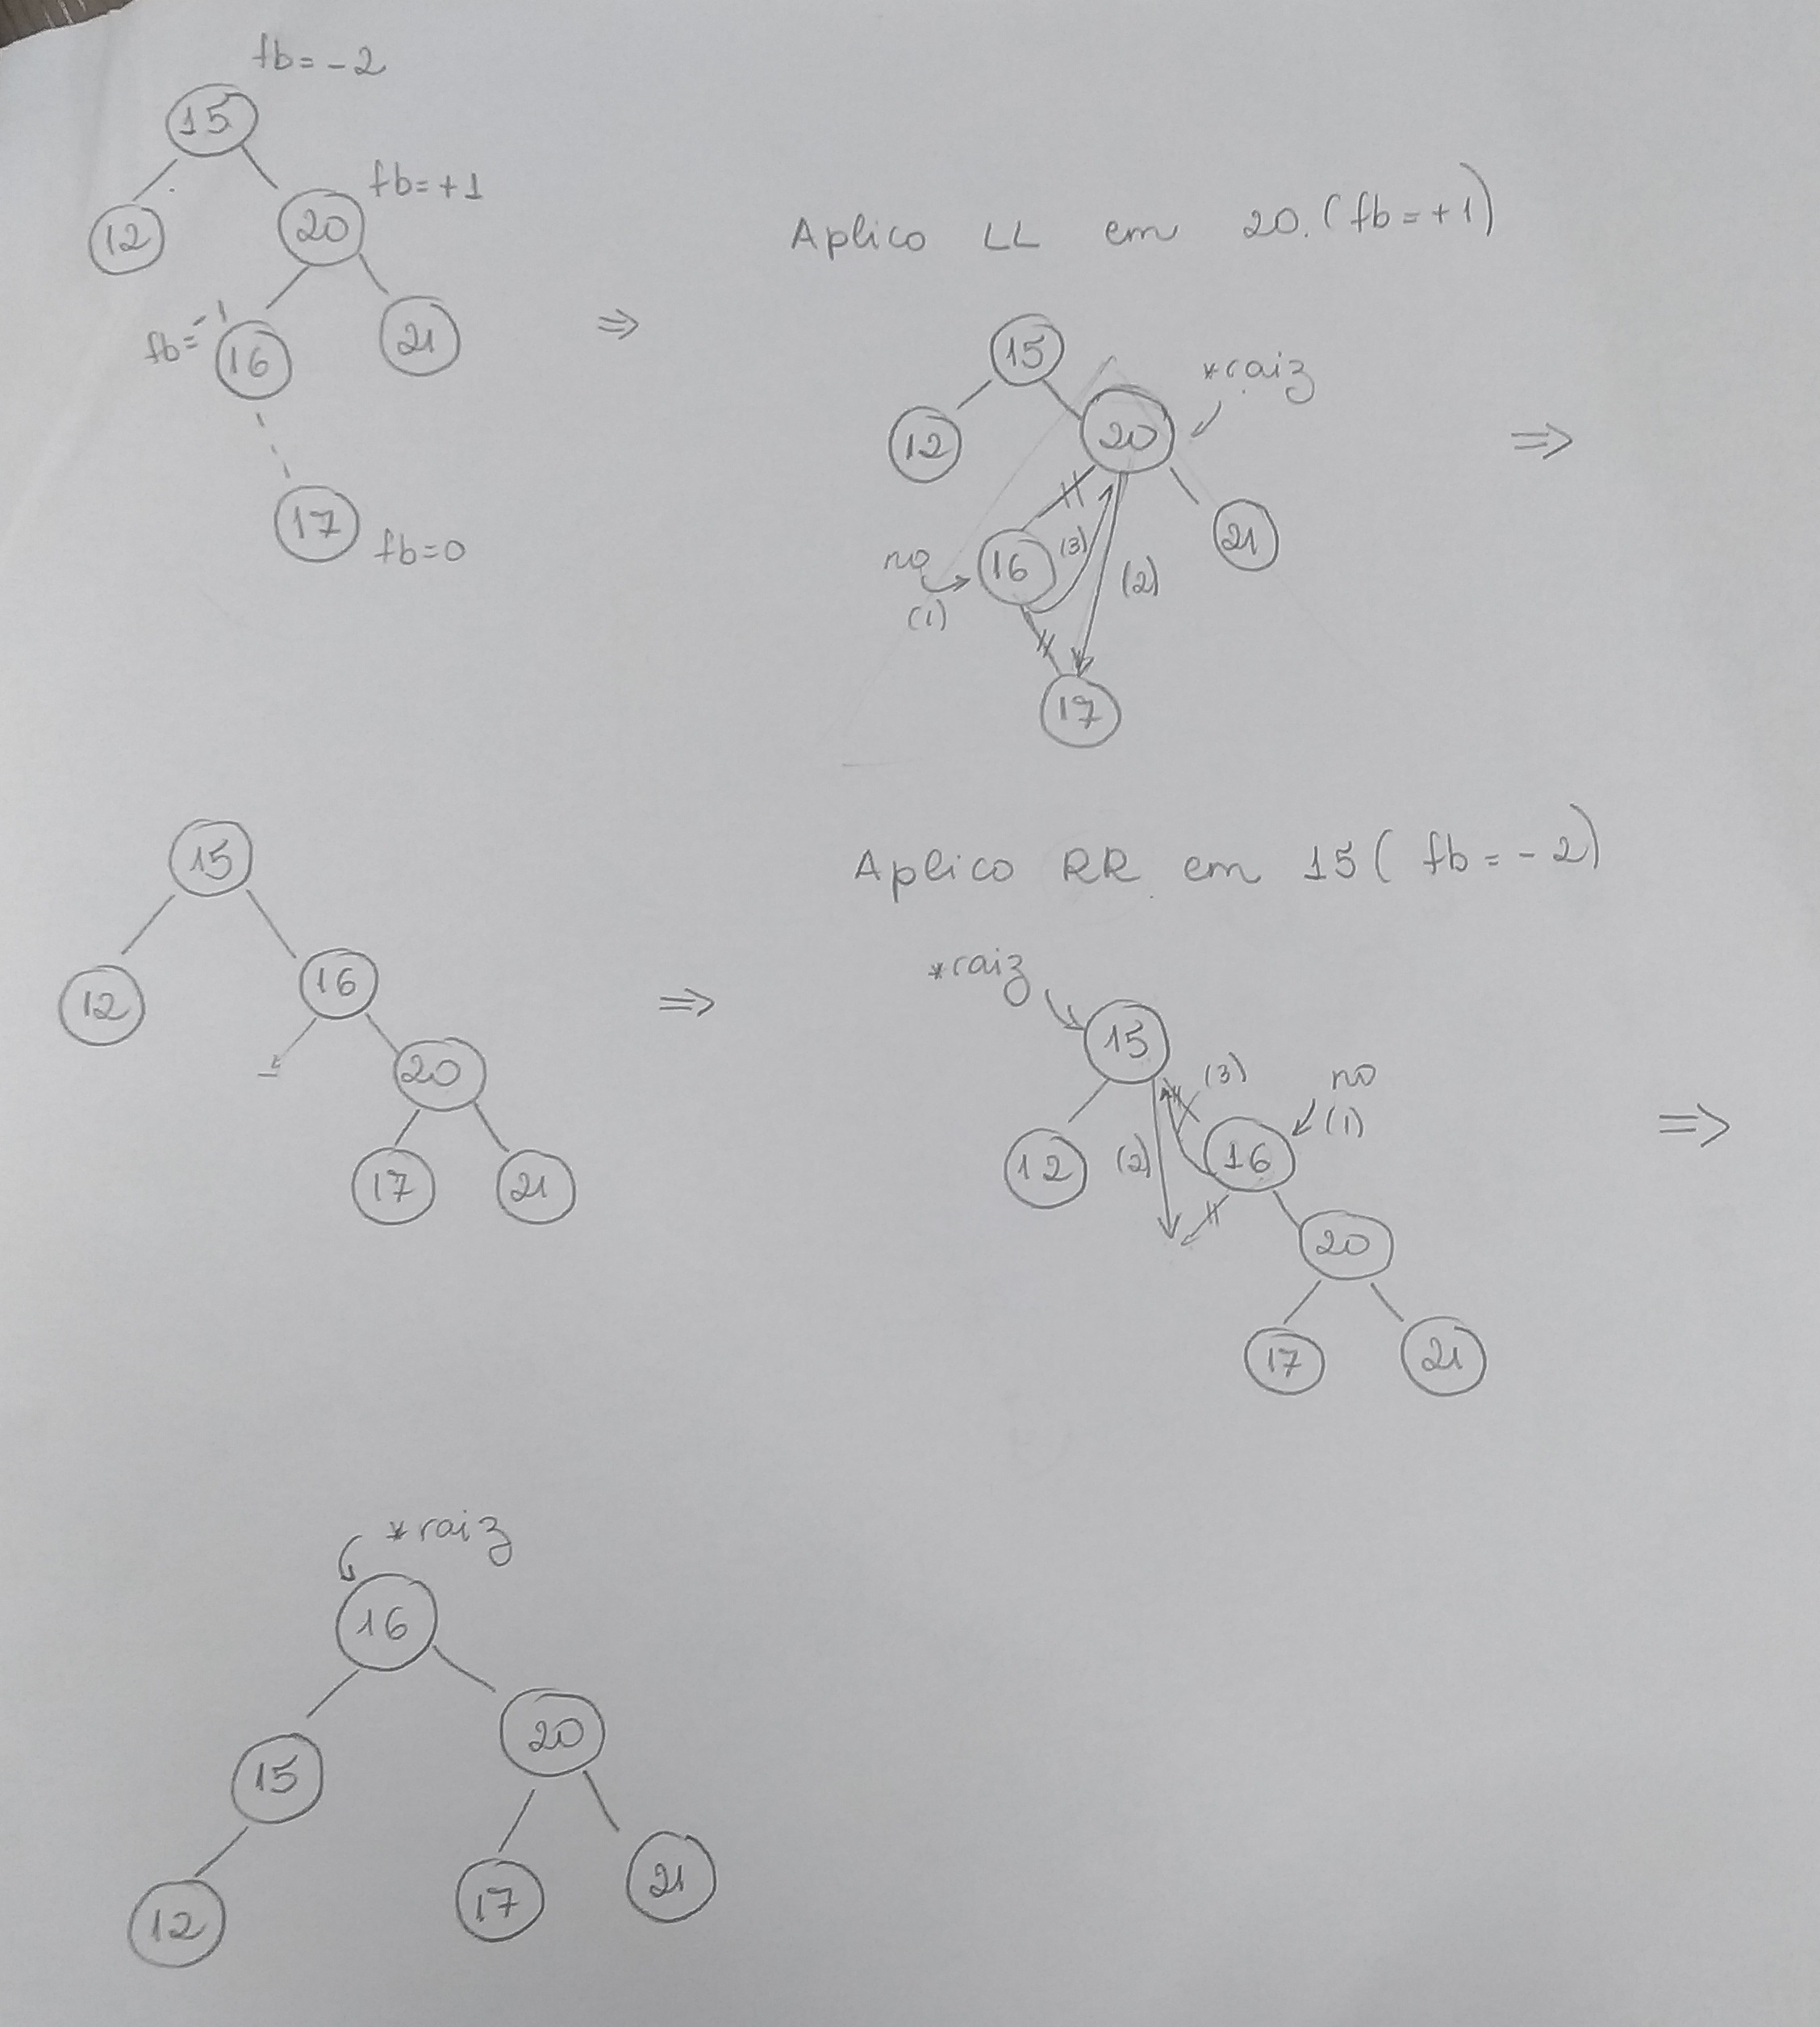 fb=-2
15
fb=+1
12 20
fb=-1 16 21
17 fb=0
⇒
Aplico LL em 20. (fb=+1)
15
*raiz
12 20
⇒
no 16 (3) (2) 21
(1)
17
15
12 16
20
17 21
⇒
Aplico RR em 15 (fb=-2)
*raiz
15
(3) no
(1)
12 (2) 16
20
17 21
⇒
*raiz
16
15 20
12 17 21